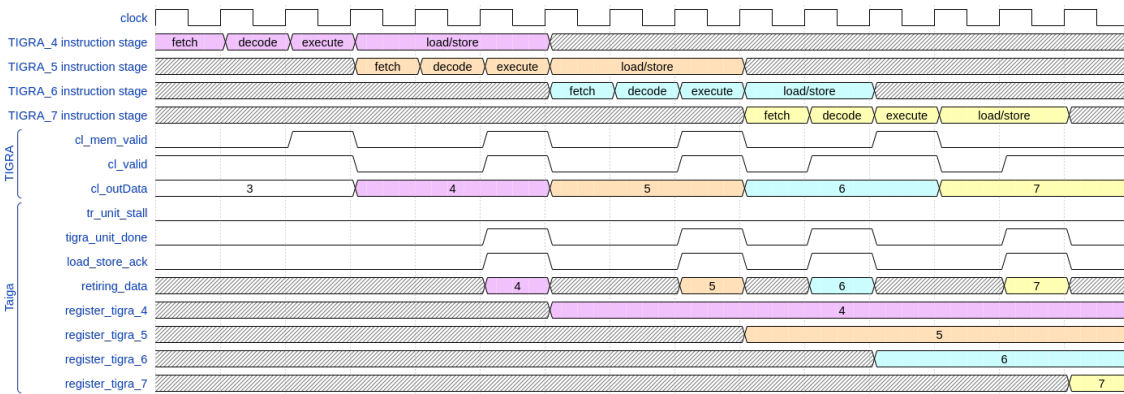 clock
TIGRA_4 instruction stage fetch decode execute load/store
TIGRA_5 instruction stage fetch decode execute load/store
TIGRA_6 instruction stage fetch decode execute load/store
TIGRA_7 instruction stage fetch decode execute load/store
TIGRA
cl_mem_valid
cl_valid
cl_outData 3 4 5 6 7
Taiga
tr_unit_stall
tigra_unit_done
load_store_ack
retiring_data 4 5 6 7
register_tigra_4 4
register_tigra_5 5
register_tigra_6 6
register_tigra_7 7